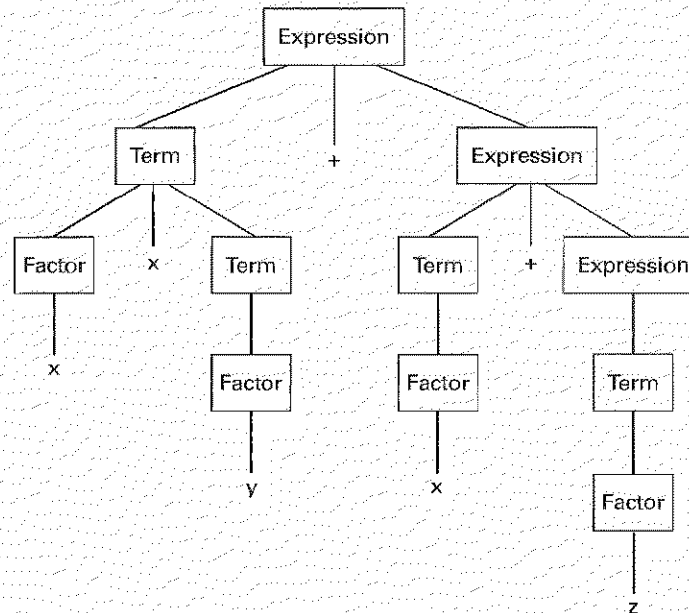 Expression
Term + Expression
Factor x Term Term + Expression
x Factor Factor Term
y x Factor
z